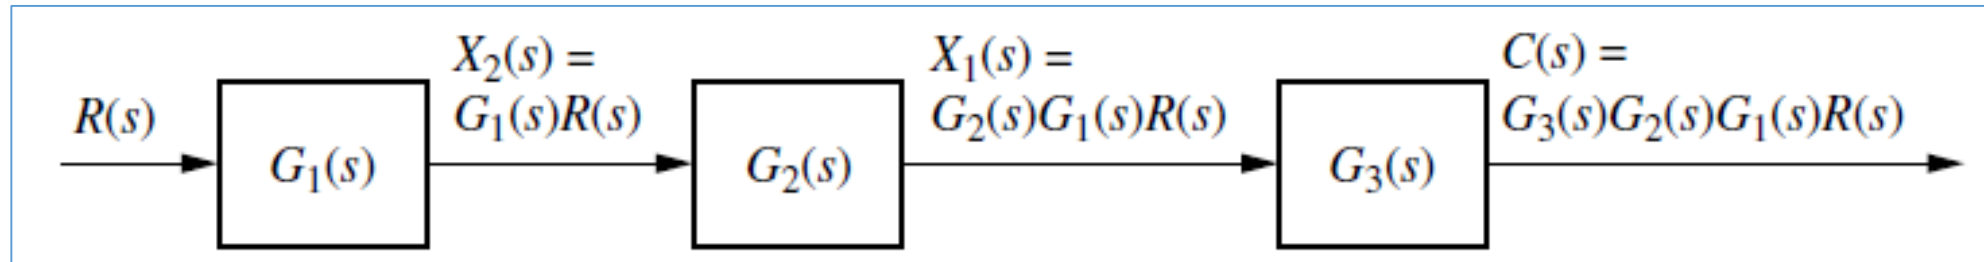 R(s)
G₁(s)
X₂(s) =
G₁(s)R(s)
G₂(s)
X₁(s) =
G₂(s)G₁(s)R(s)
G₃(s)
C(s) =
G₃(s)G₂(s)G₁(s)R(s)